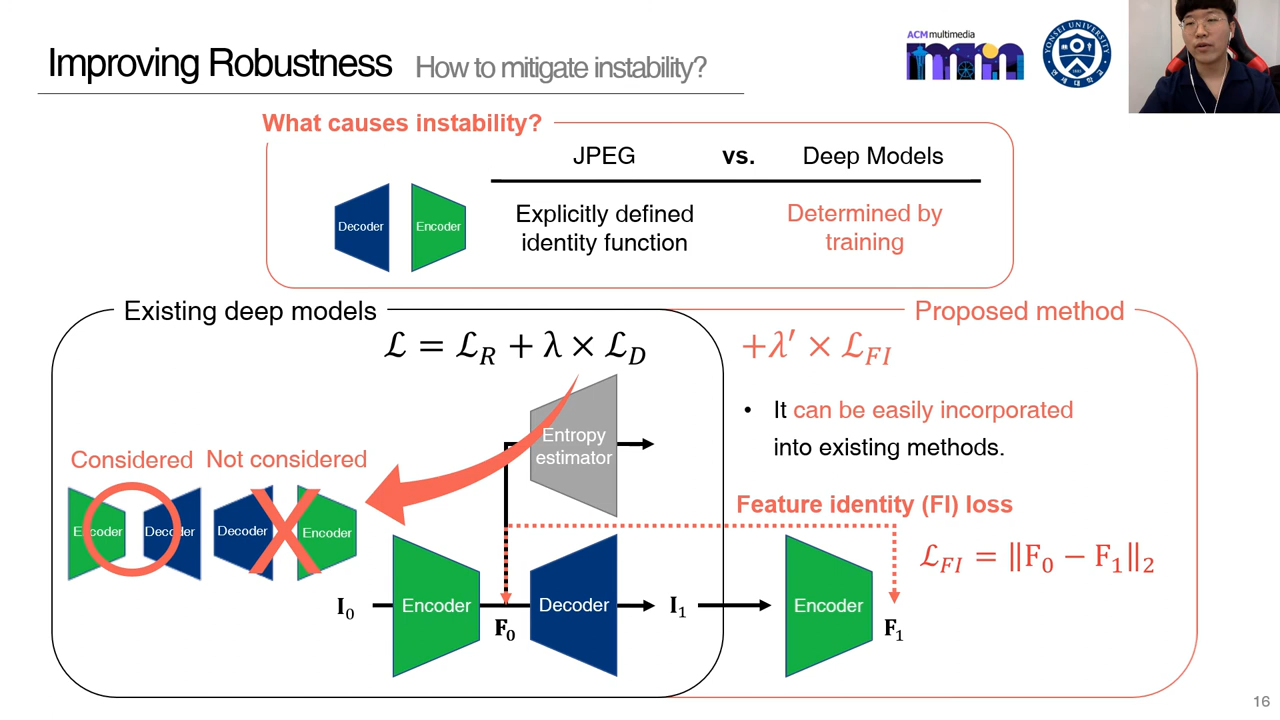 Improving Robustness How to mitigate instability?
ACM multimedia
YONSEI UNIVERSITY
What causes instability?
JPEG vs. Deep Models
Decoder Encoder
Explicitly defined
identity function
Determined by
training
Existing deep models
Proposed method
ℒ = ℒ_R + λ × ℒ_D
+λ′ × ℒ_FI
• It can be easily incorporated
into existing methods.
Entropy
estimator
Considered Not considered
Encoder Decoder Decoder Encoder
Feature identity (FI) loss
ℒ_FI = ‖F₀ − F₁‖₂
I₀ Encoder F₀ Decoder I₁ Encoder F₁
16